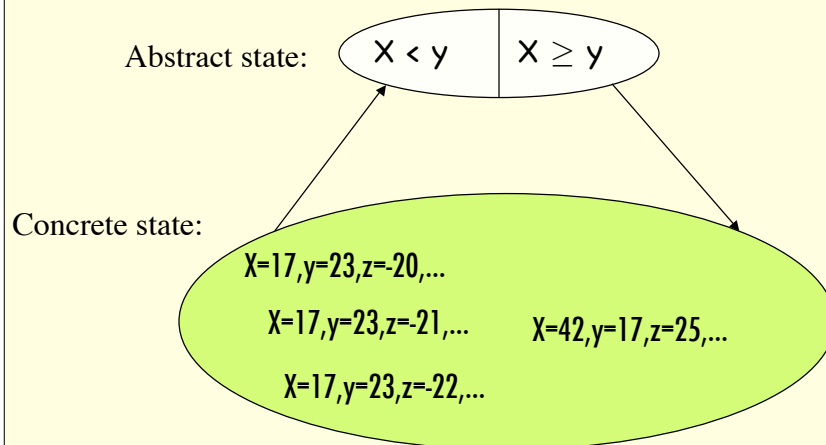 Abstract state:
X < y
X ≥ y
Concrete state:
X=17,y=23,z=-20,...
X=17,y=23,z=-21,...
X=42,y=17,z=25,...
X=17,y=23,z=-22,...